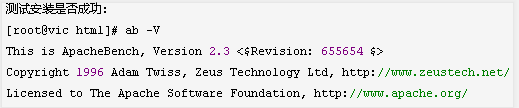 测试安装是否成功:
[root@vic html]# ab -V
This is ApacheBench, Version 2.3 <$Revision: 655654 $>
Copyright 1996 Adam Twiss, Zeus Technology Ltd, http://www.zeustech.net/
Licensed to The Apache Software Foundation, http://www.apache.org/